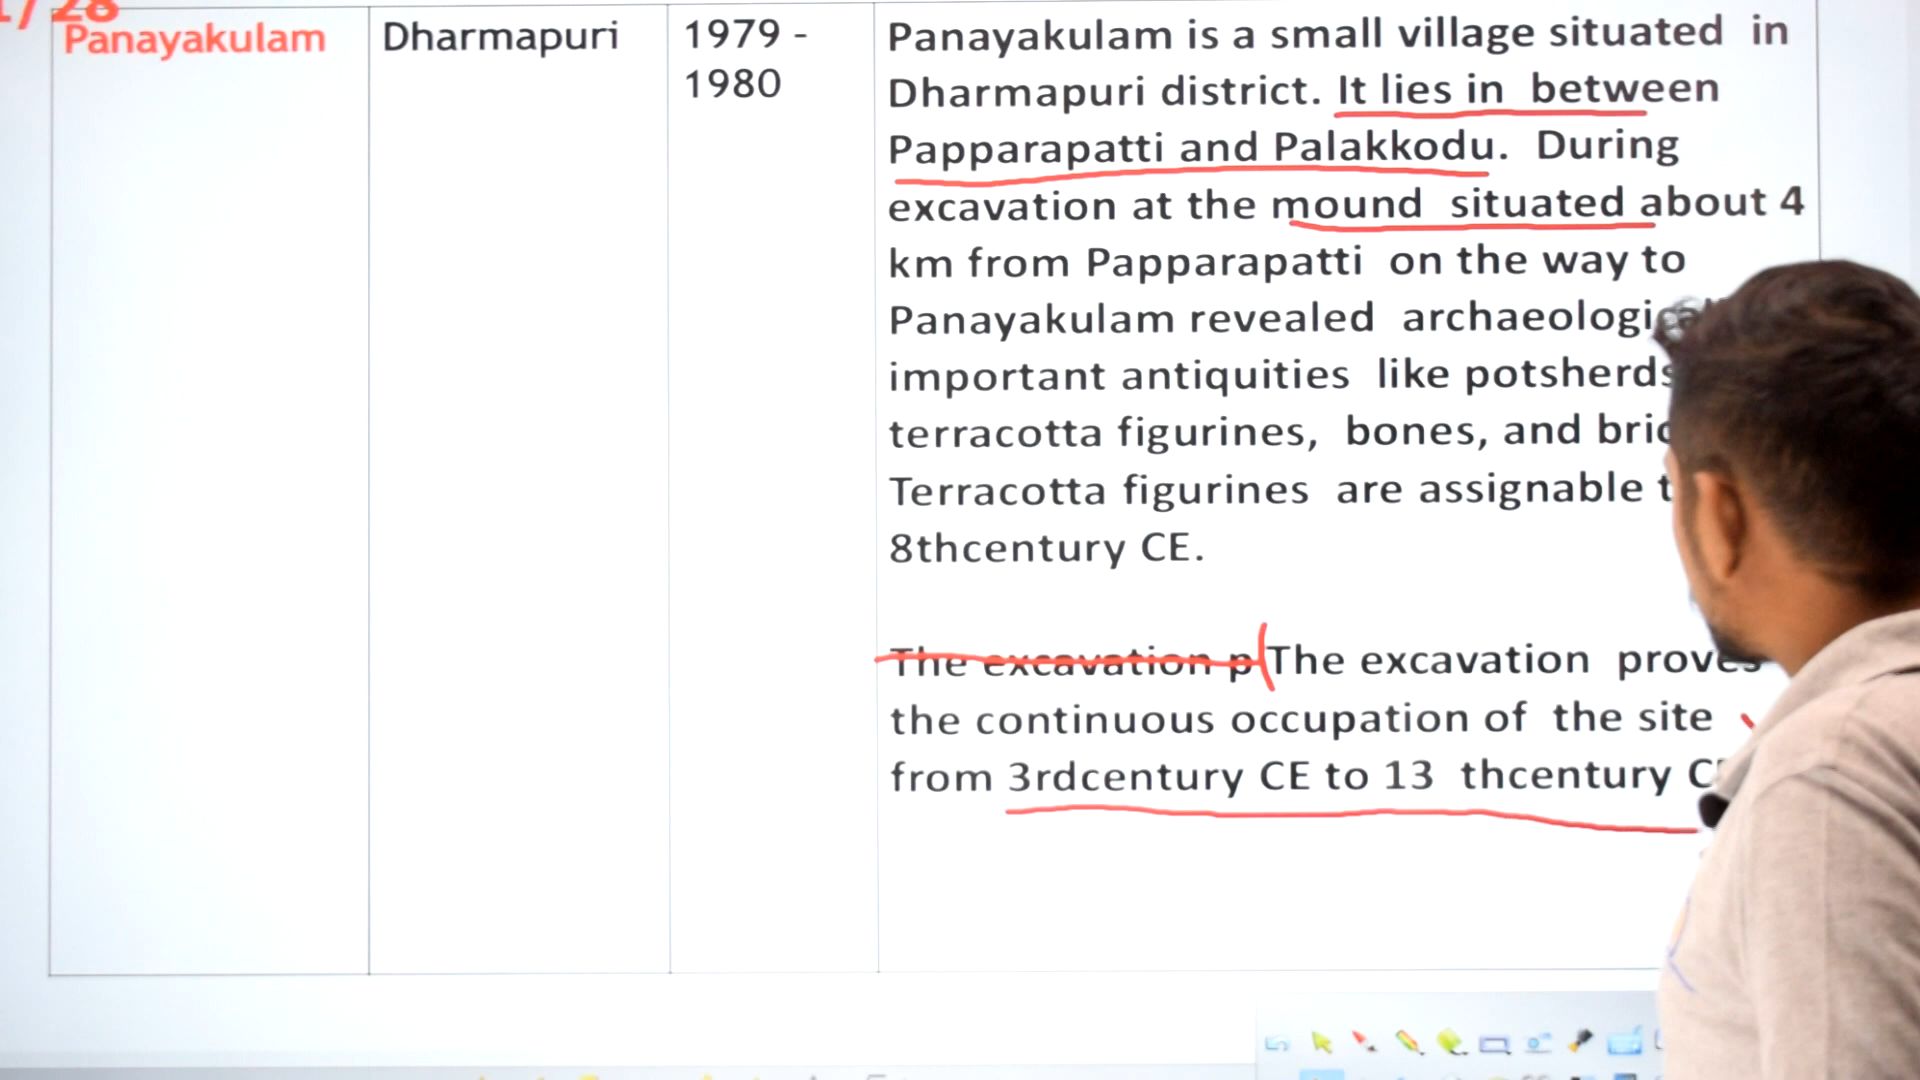 1/28
Panayakulam
Dharmapuri
1979 -
1980
Panayakulam is a small village situated in
Dharmapuri district. It lies in between
Papparapatti and Palakkodu. During
excavation at the mound situated about 4
km from Papparapatti on the way to
Panayakulam revealed
important antiquities like potsherds
terracotta figurines, bones, and
Terracotta figurines are assignable
8thcentury CE.
The excavation p The excavation proves
the continuous occupation of the site
from 3rdcentury CE to 13 thcentury